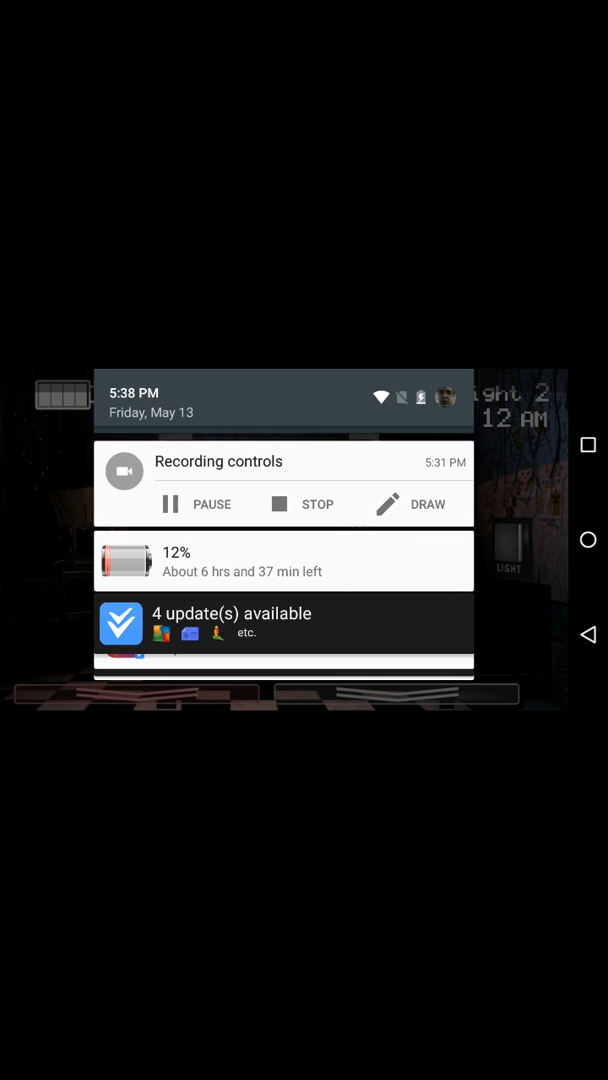 5:38 PM
Friday, May 13
ight 2
12 AM
Recording controls
5:31 PM
PAUSE
STOP
DRAW
12%
About 6 hrs and 37 min left
LIGHT
4 update(s) available
etc.